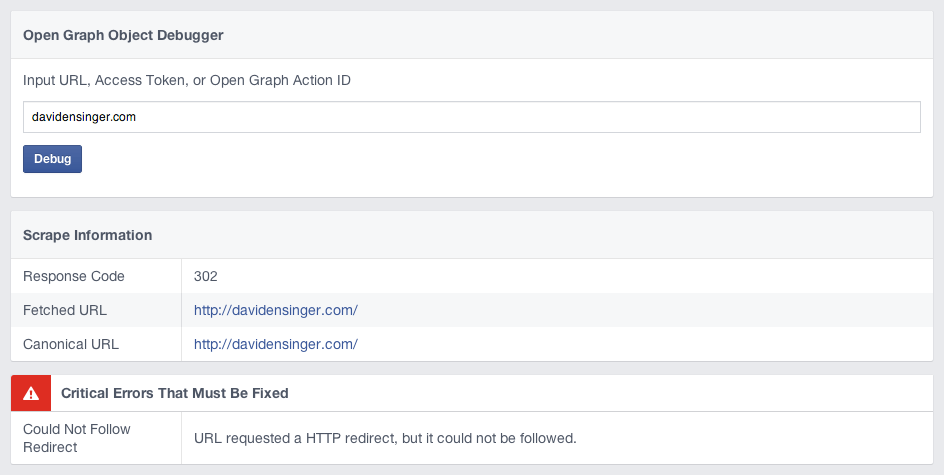 Open Graph Object Debugger
Input URL, Access Token, or Open Graph Action ID
davidensinger.com
Debug
Scrape Information
Response Code 302
Fetched URL http://davidensinger.com/
Canonical URL http://davidensinger.com/
Critical Errors That Must Be Fixed
Could Not Follow
Redirect
URL requested a HTTP redirect, but it could not be followed.